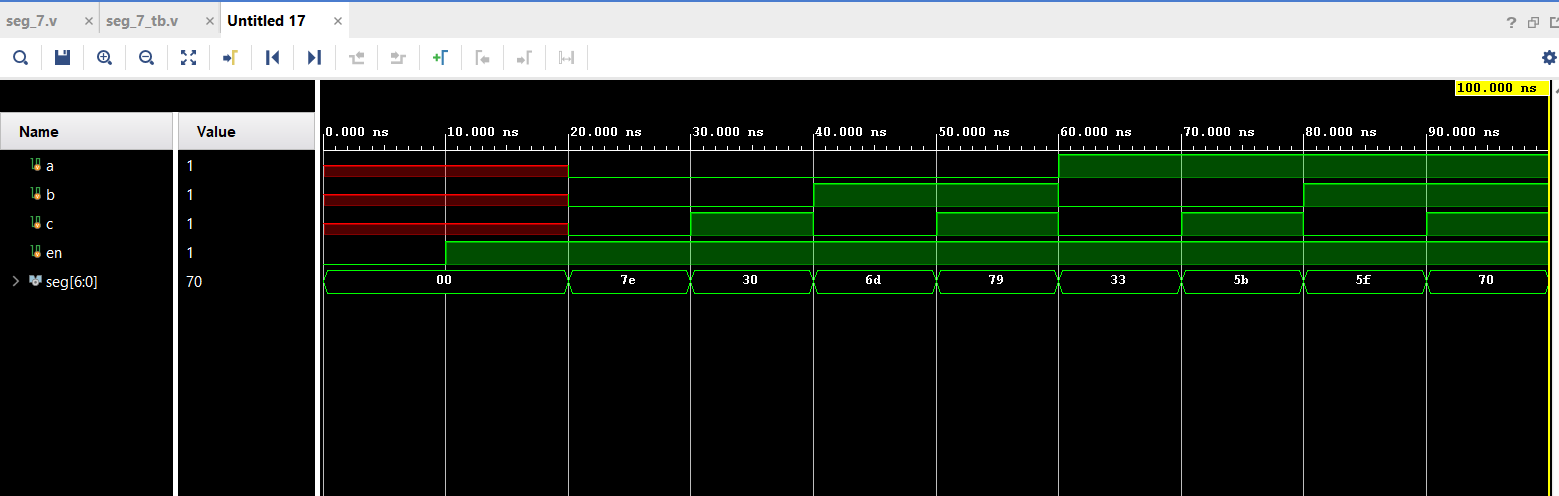 seg_7.v × seg_7_tb.v × Untitled 17 ×
?
100.000 ns
Name Value
0.000 ns 10.000 ns 20.000 ns 30.000 ns 40.000 ns 50.000 ns 60.000 ns 70.000 ns 80.000 ns 90.000 ns
a 1
b 1
c 1
en 1
seg[6:0] 70 00 7e 30 6d 79 33 5b 5f 70